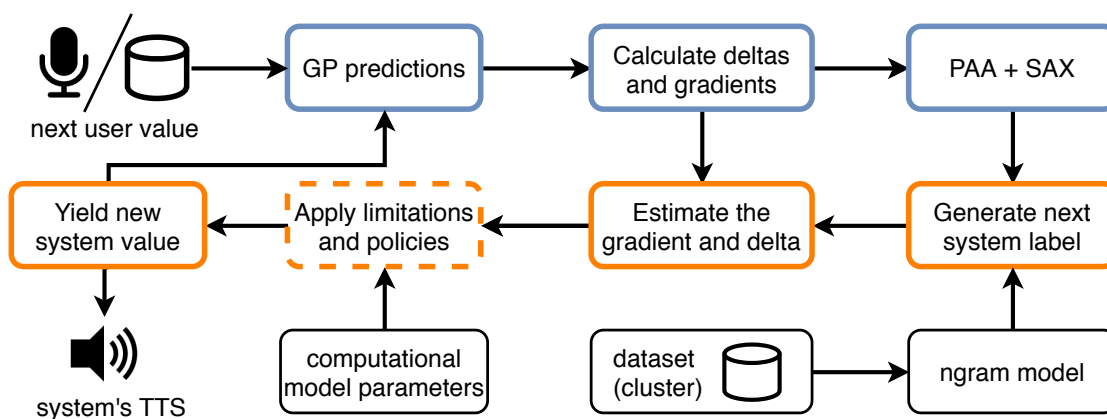 next user value
GP predictions
Calculate deltas
and gradients
PAA + SAX
Yield new
system value
Apply limitations
and policies
Estimate the
gradient and delta
Generate next
system label
system's TTS
computational
model parameters
dataset
(cluster)
ngram model